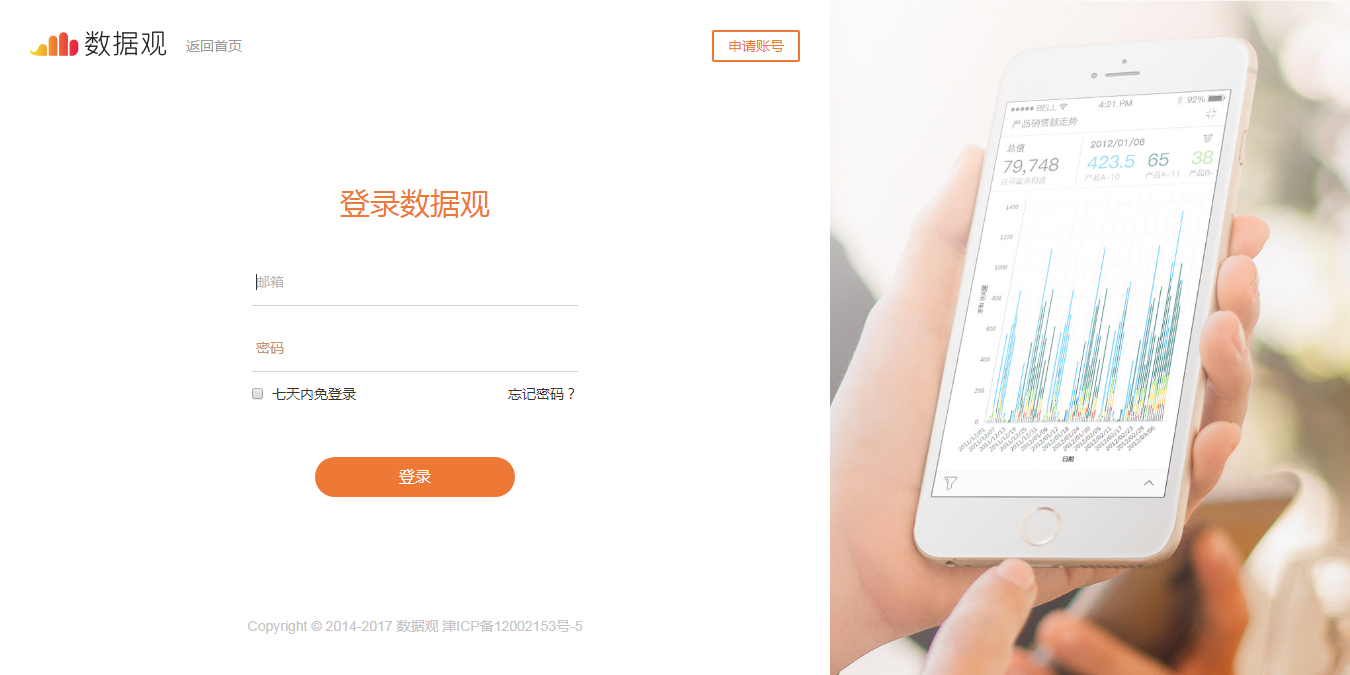 数据观 返回首页
申请账号
登录数据观
邮箱
密码
七天内免登录 忘记密码？
登录
Copyright © 2014-2017 数据观 津ICP备12002153号-5
BELL 4:21 PM 92%
产品销售额走势
总值 2012/01/06
79,748 423.5 65 38
产品A-10 产品A-11 产品B-
1400
1200
1000
800
600
400
200
0
日期